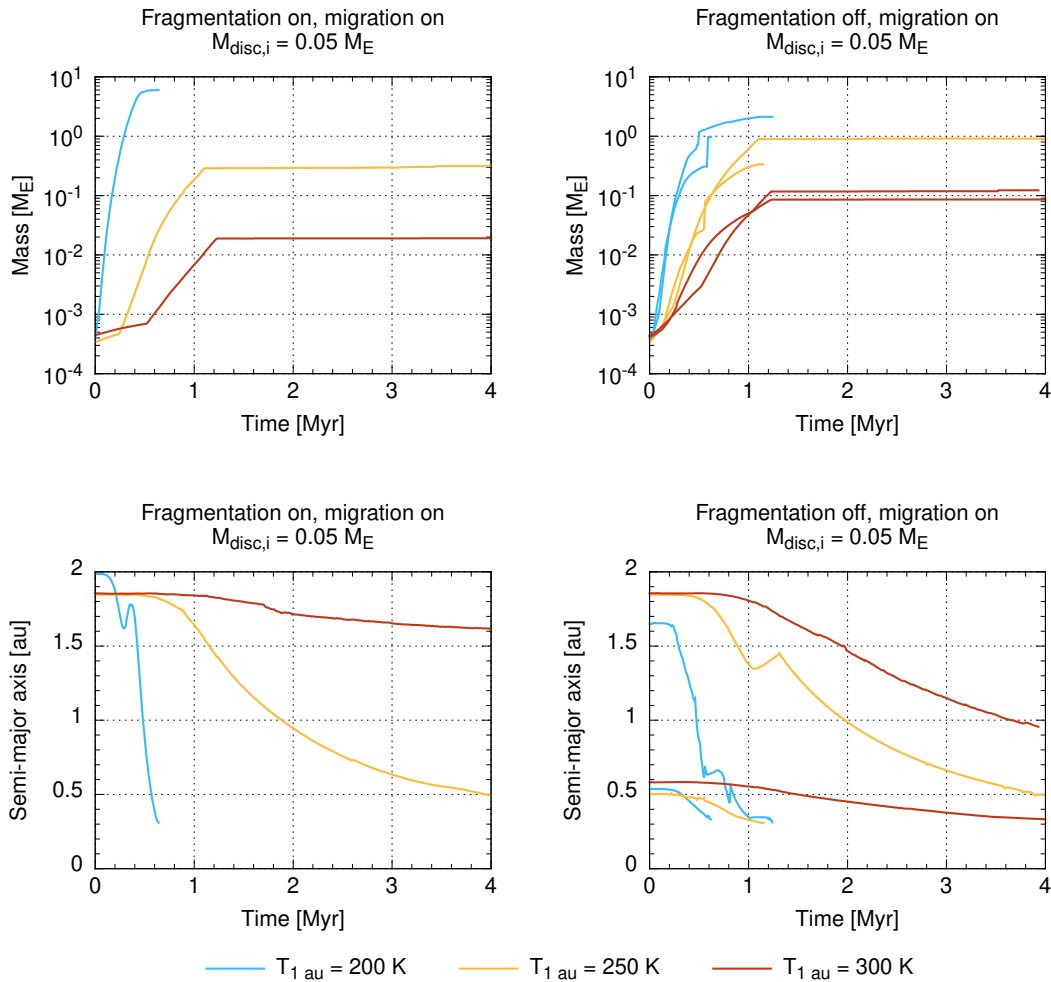 Fragmentation on, migration on
M_disc,i = 0.05 M_E
Mass [M_E]
10^1
10^0
10^-1
10^-2
10^-3
10^-4
0 1 2 3 4
Time [Myr]
Fragmentation off, migration on
M_disc,i = 0.05 M_E
Mass [M_E]
10^1
10^0
10^-1
10^-2
10^-3
10^-4
0 1 2 3 4
Time [Myr]
Fragmentation on, migration on
M_disc,i = 0.05 M_E
Semi-major axis [au]
2
1.5
1
0.5
0
0 1 2 3 4
Time [Myr]
Fragmentation off, migration on
M_disc,i = 0.05 M_E
Semi-major axis [au]
2
1.5
1
0.5
0
0 1 2 3 4
Time [Myr]
T_1 au = 200 K
T_1 au = 250 K
T_1 au = 300 K